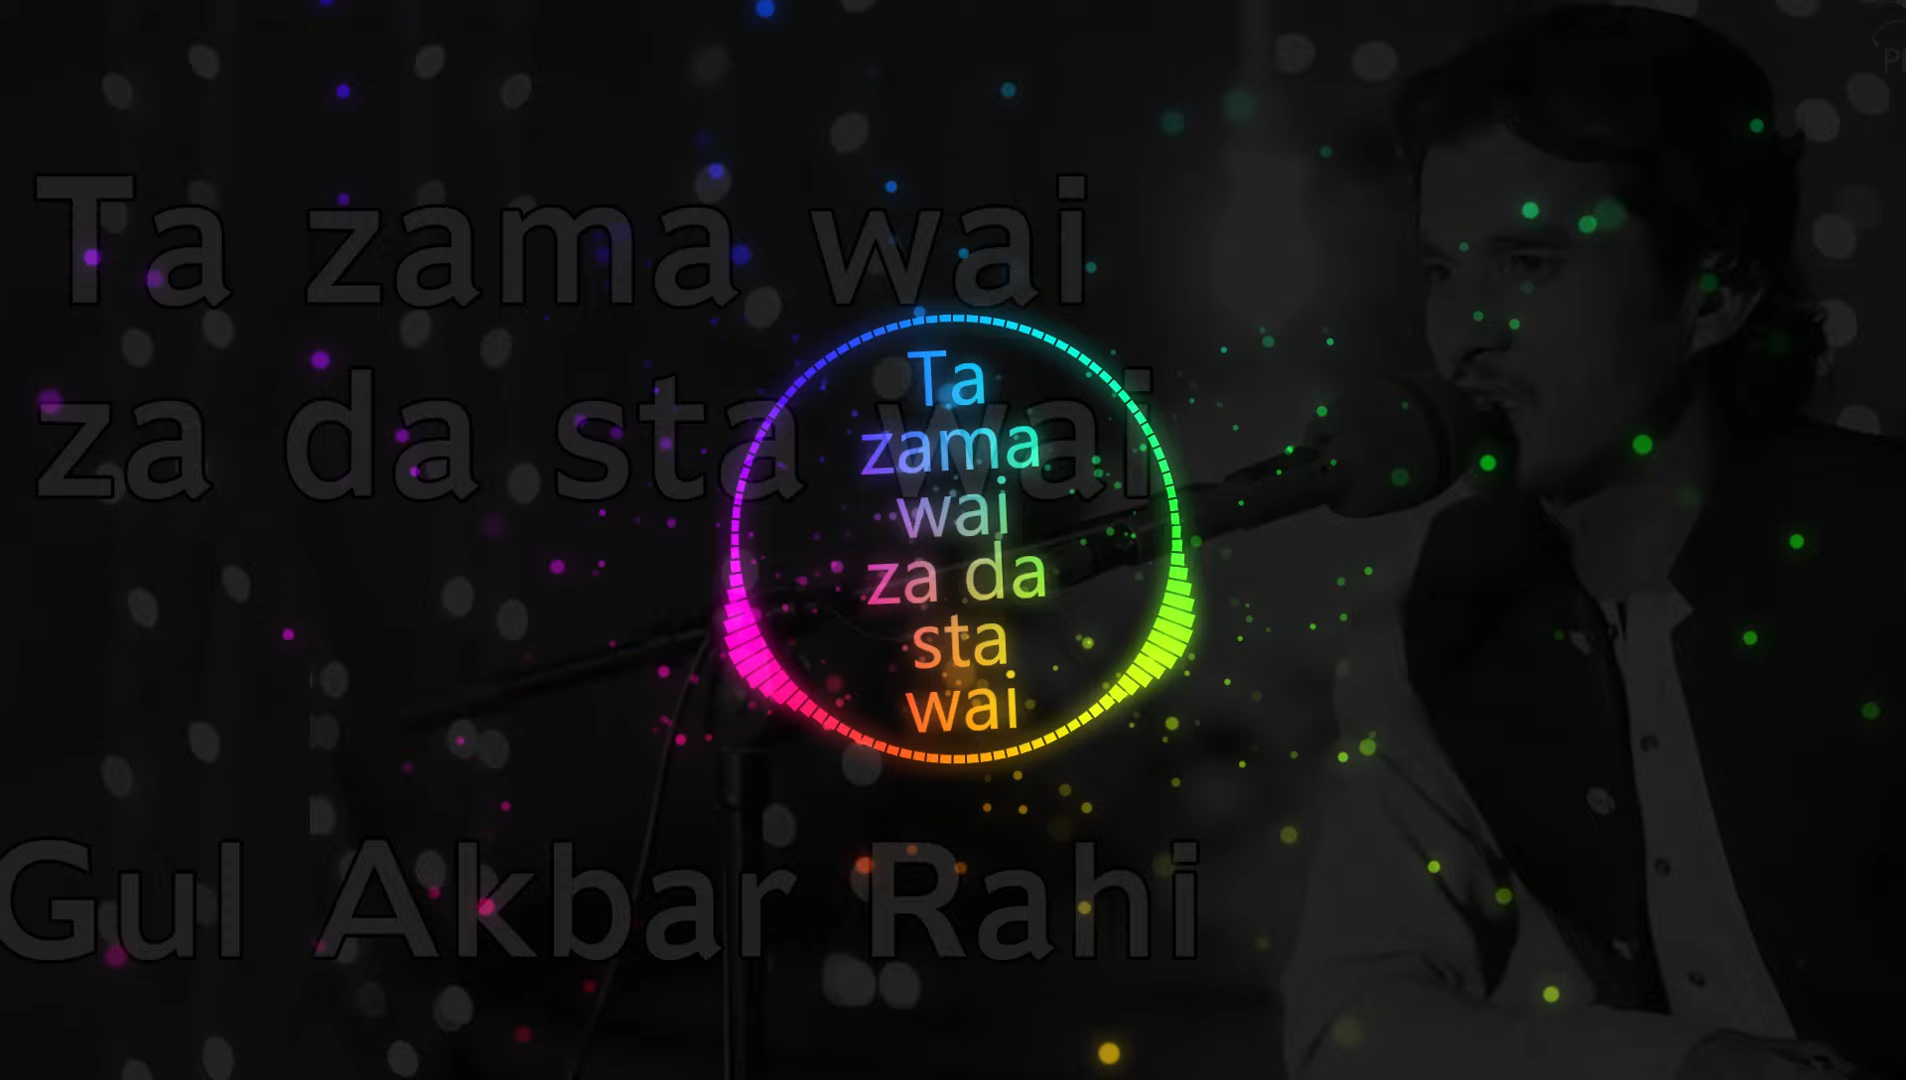 Ta zama wai
za da sta wai
Ta
zama
wai
za da
sta
wai
Gul Akbar Rahi